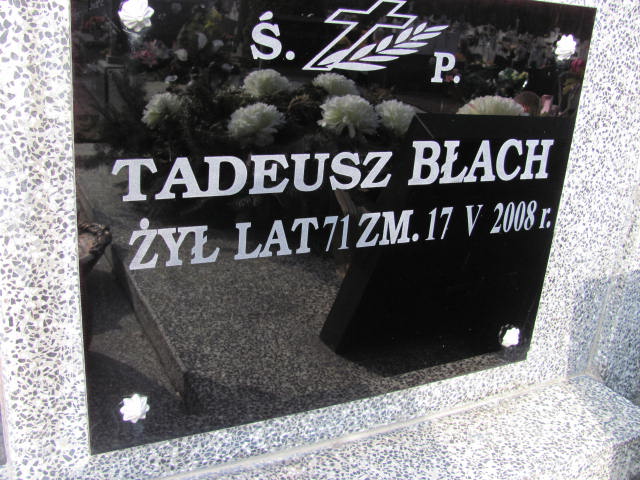 Ś. P.
TADEUSZ BŁACH
ŻYŁ LAT 71 ZM. 17 V 2008 r.